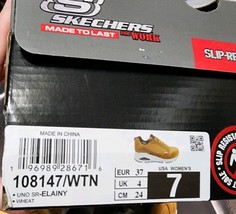 S
SKECHERS
MADE TO LAST FOR WORK
SLIP-RE
MADE IN CHINA
1 96989 28671 6
108147/WTN
• UNO SR-ELAINY
• WHEAT
EUR 37
UK 4
CM 24
USA WOMEN'S
7